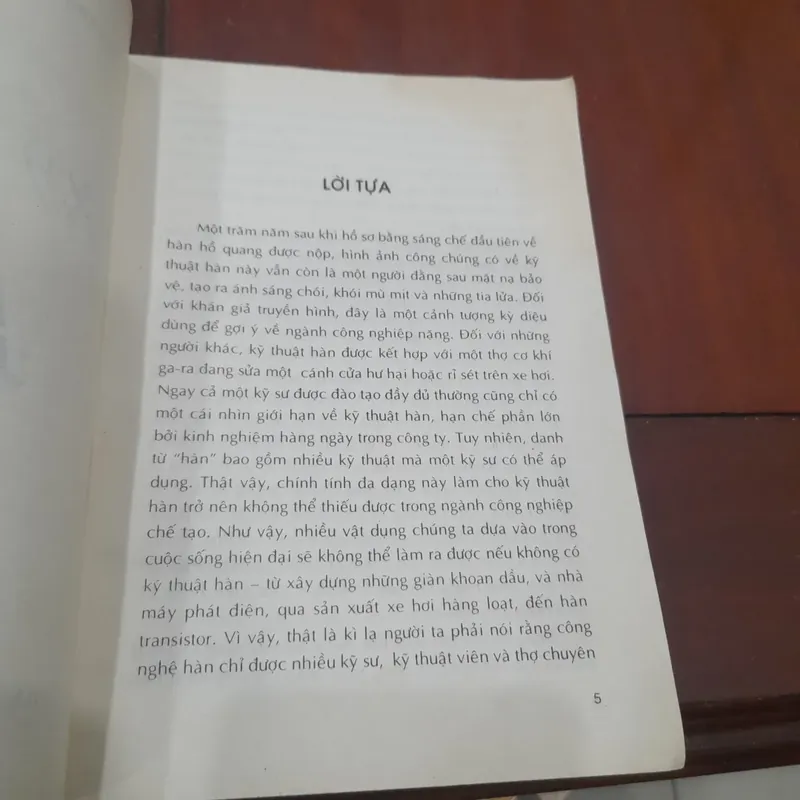 LỜI TỰA
Một trăm năm sau khi hồ sơ bằng sáng chế đầu tiên về
hàn hồ quang được nộp, hình ảnh công chúng có về kỹ
thuật hàn này vẫn còn là một người đằng sau mặt nạ bảo
vệ, tạo ra ánh sáng chói, khói mù mịt và những tia lửa. Đối
với khán giả truyền hình, đây là một cảnh tượng kỳ diệu
dùng để gợi ý về ngành công nghiệp nặng. Đối với những
người khác, kỹ thuật hàn được kết hợp với một thợ cơ khí
ga-ra đang sửa một cánh cửa hư hại hoặc rỉ sét trên xe hơi.
Ngay cả một kỹ sư được đào tạo đầy đủ thường cũng chỉ có
một cái nhìn giới hạn về kỹ thuật hàn, hạn chế phần lớn
bởi kinh nghiệm hàng ngày trong công ty. Tuy nhiên, danh
từ "hàn" bao gồm nhiều kỹ thuật mà một kỹ sư có thể áp
dụng. Thật vậy, chính tính đa dạng này làm cho kỹ thuật
hàn trở nên không thể thiếu được trong ngành công nghiệp
chế tạo. Như vậy, nhiều vật dụng chúng ta dựa vào trong
cuộc sống hiện đại sẽ không thể làm ra được nếu không có
kỹ thuật hàn – từ xây dựng những giàn khoan dầu, và nhà
máy phát điện, qua sản xuất xe hơi hàng loạt, đến hàn
transistor. Vì vậy, thật là kì lạ người ta phải nói rằng công
nghệ hàn chỉ được nhiều kỹ sư, kỹ thuật viên và thợ chuyên
5